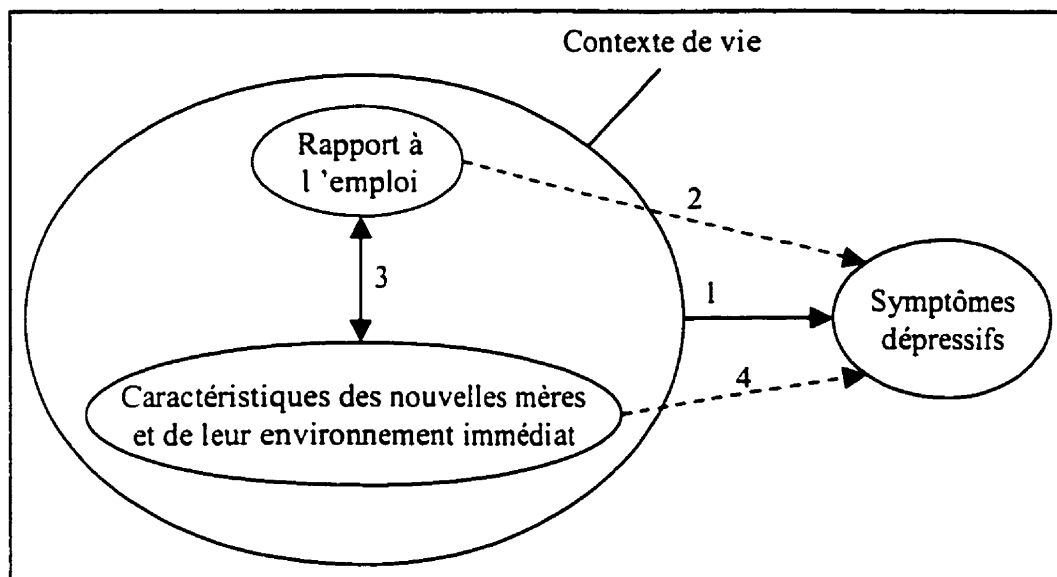 Contexte de vie
Rapport à
l 'emploi
2
3
1
Symptômes
dépressifs
Caractéristiques des nouvelles mères
et de leur environnement immédiat
4